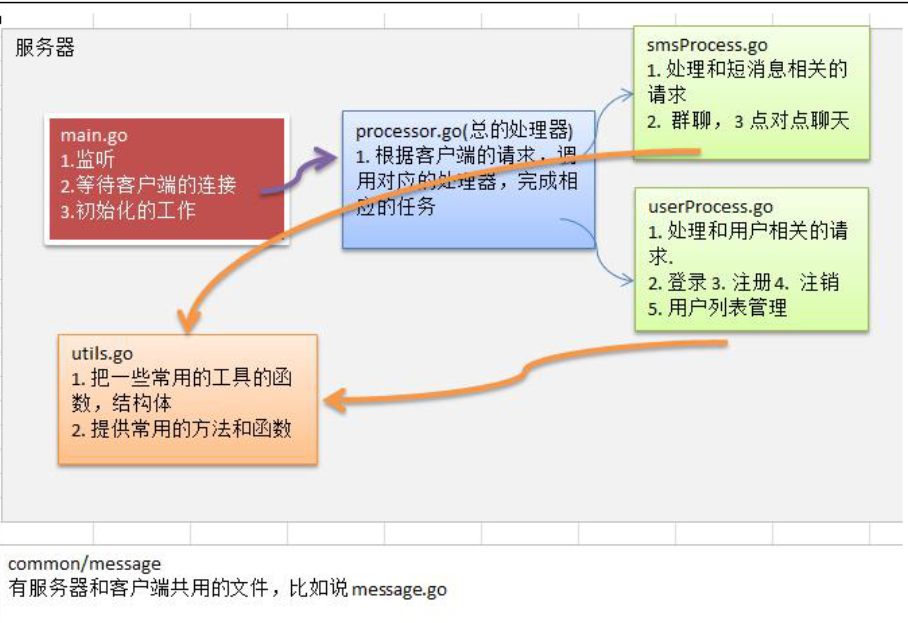 服务器
main.go
1.监听
2.等待客户端的连接
3.初始化的工作
processor.go(总的处理器)
1. 根据客户端的请求，调
用对应的处理器，完成相
应的任务
smsProcess.go
1. 处理和短消息相关的
请求
2. 群聊，3 点对点聊天
userProcess.go
1. 处理和用户相关的请
求.
2. 登录 3. 注册 4. 注销
5. 用户列表管理
utils.go
1. 把一些常用的工具的函
数，结构体
2. 提供常用的方法和函数
common/message
有服务器和客户端共用的文件，比如说 message.go